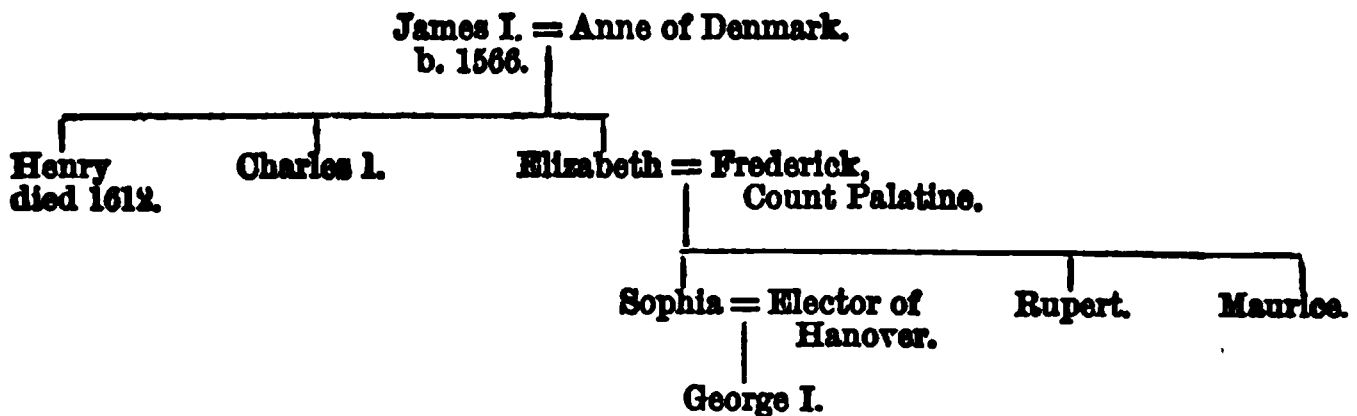 James I. = Anne of Denmark.
b. 1566.
Henry Charles I. Elizabeth = Frederick,
died 1612. Count Palatine.
Sophia = Elector of Rupert. Maurice.
Hanover.
George I.